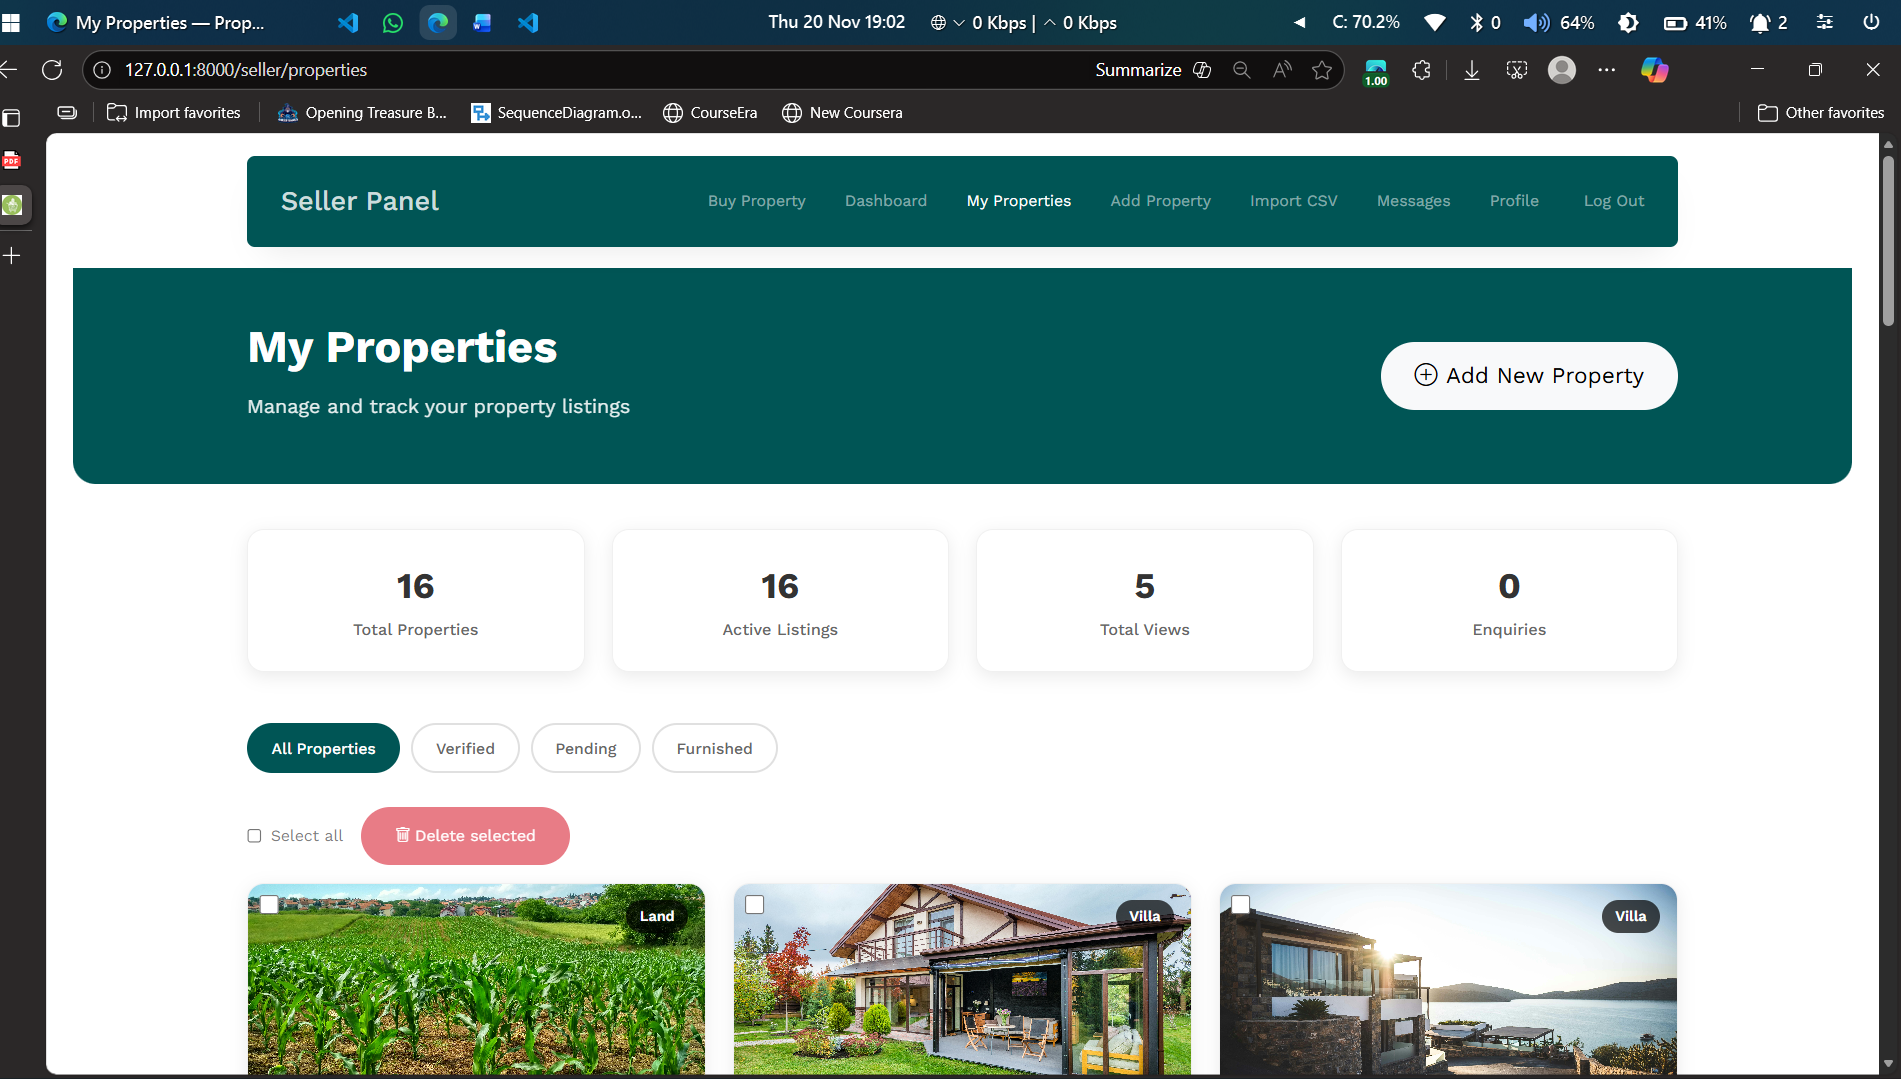 My Properties — Prop...
Thu 20 Nov 19:02
0 Kbps | 0 Kbps
C: 70.2%
0
64%
41%
2
127.0.0.1:8000/seller/properties
Summarize
1.00
Import favorites
Opening Treasure B...
SequenceDiagram.o...
CourseEra
New Coursera
Other favorites
PDF
Seller Panel
Buy Property
Dashboard
My Properties
Add Property
Import CSV
Messages
Profile
Log Out
My Properties
Manage and track your property listings
Add New Property
16
Total Properties
16
Active Listings
5
Total Views
0
Enquiries
All Properties
Verified
Pending
Furnished
Select all
Delete selected
Land
Villa
Villa